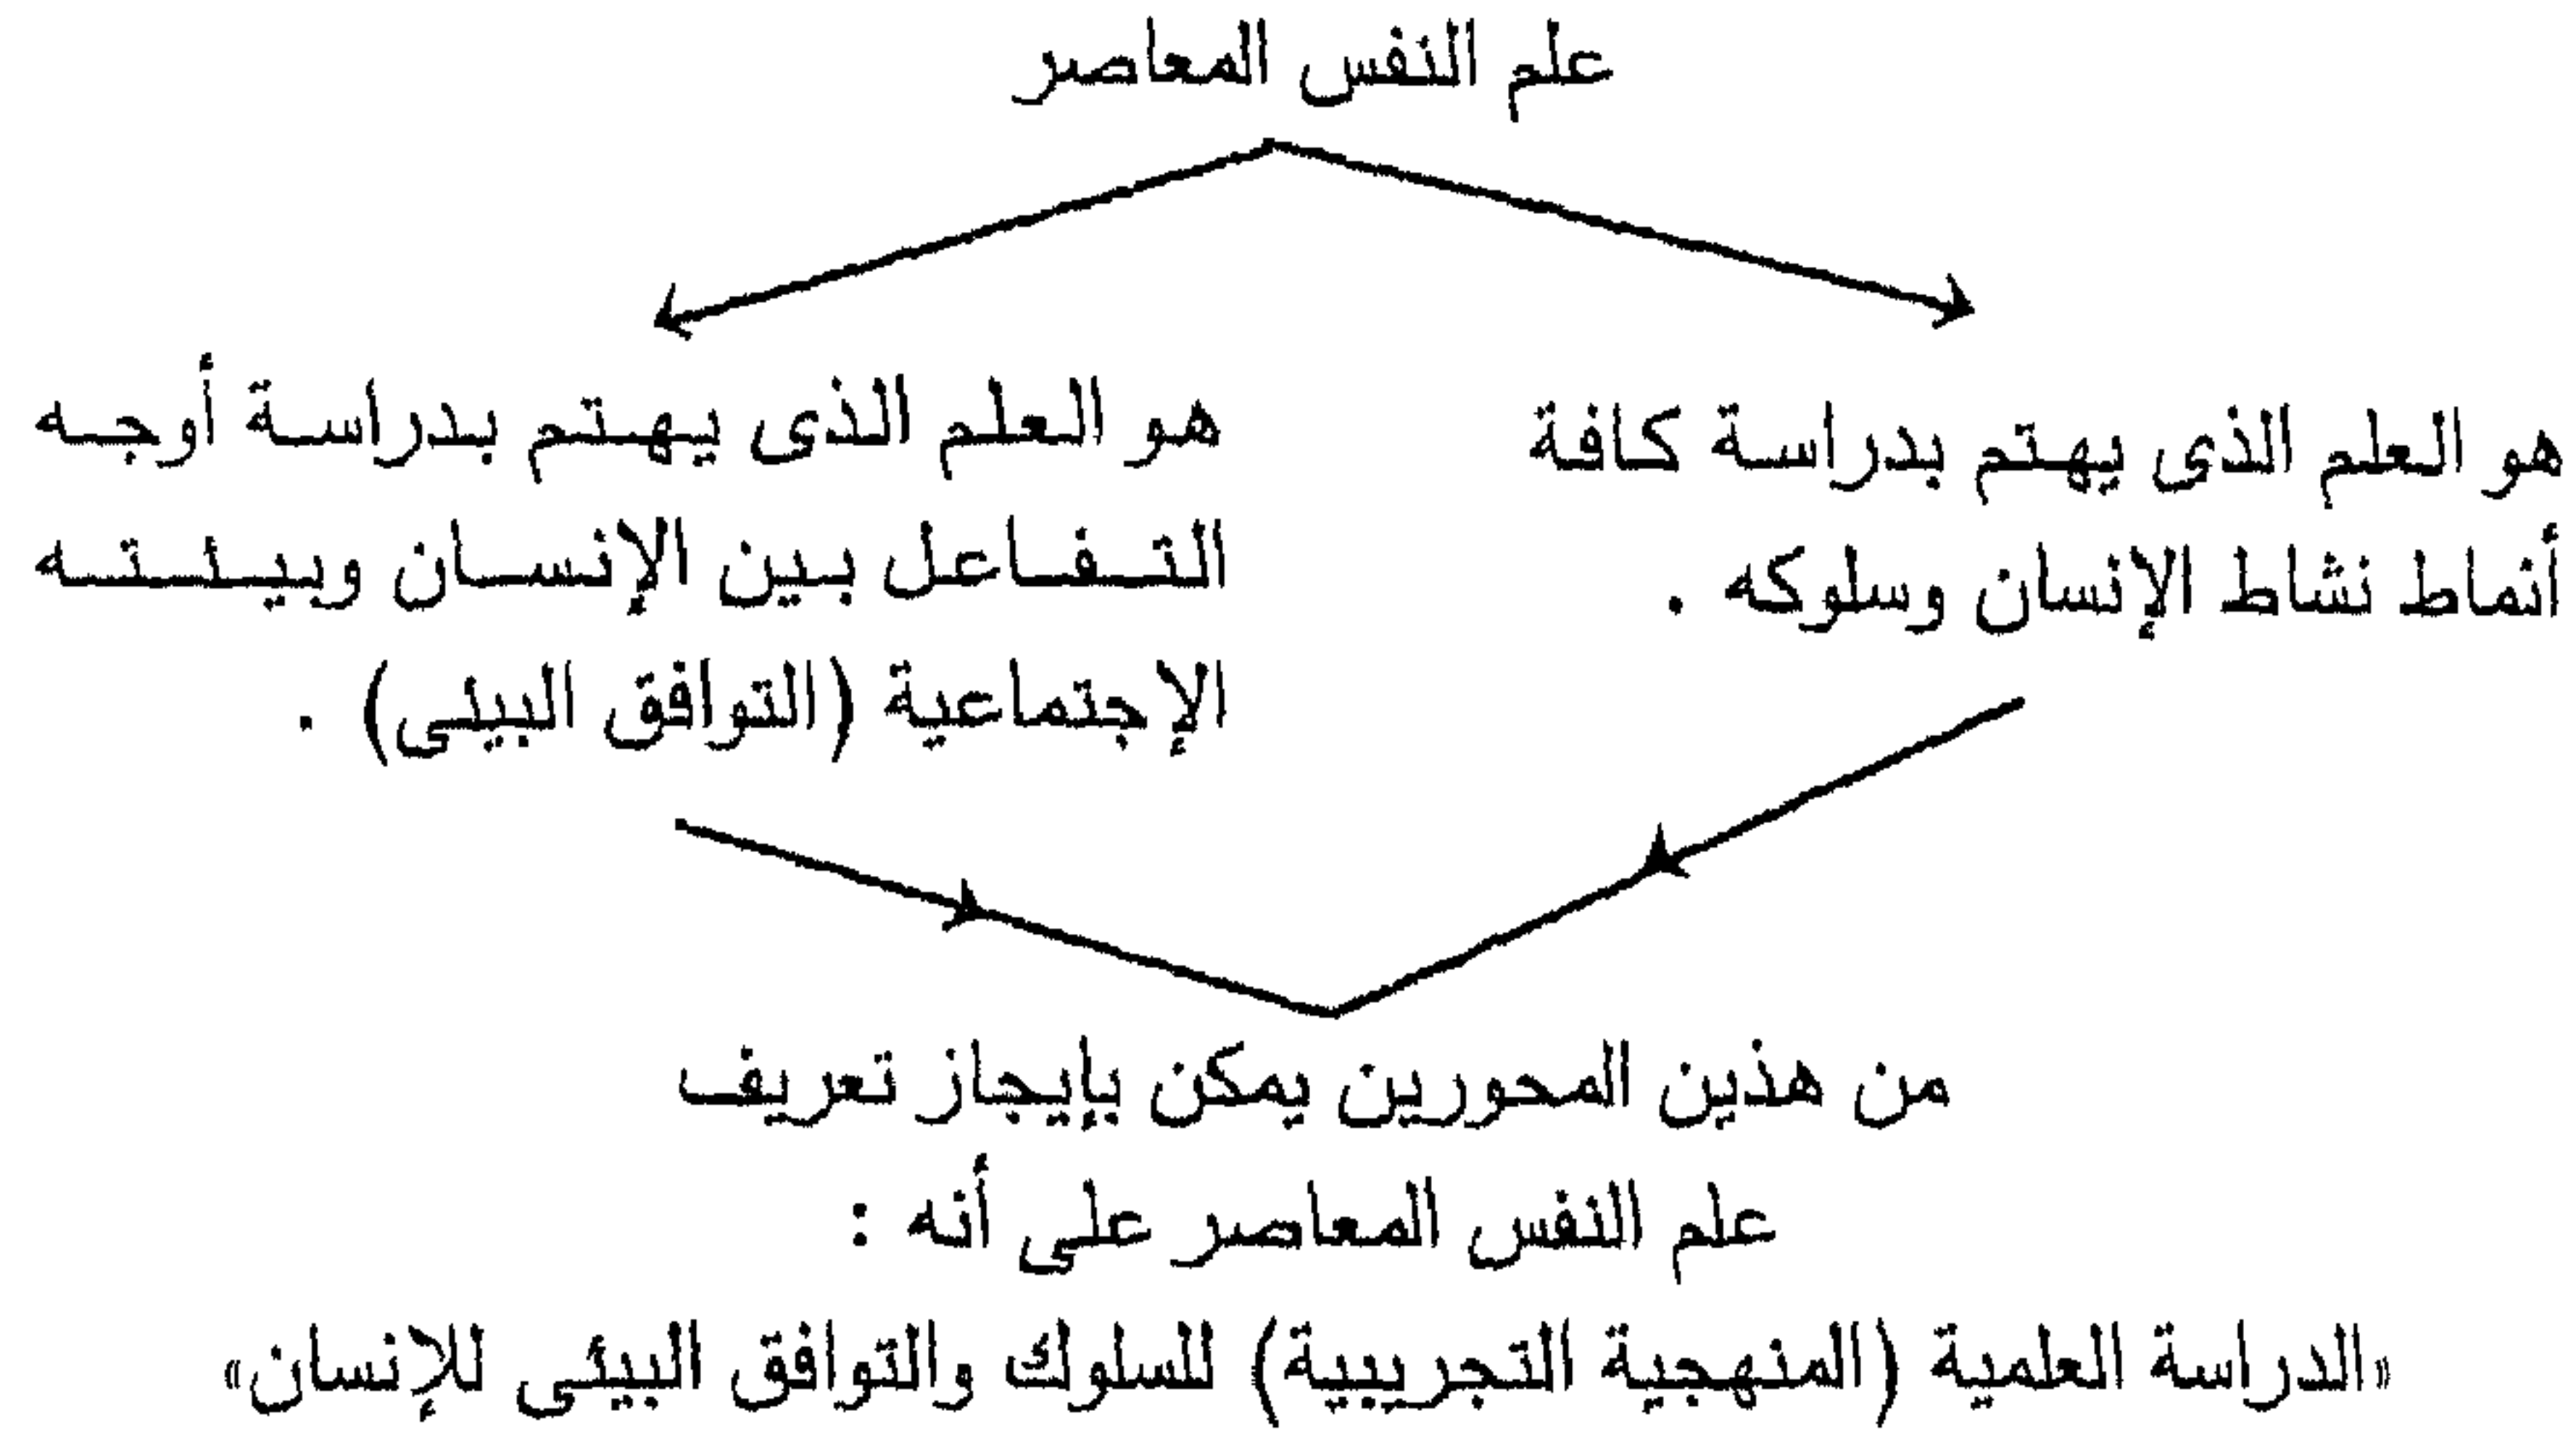 علم النفس المعاصر
هو العلم الذى يهتم بدراسة كافة
أنماط نشاط الإنسان وسلوكه .
هو العلم الذى يهتم بدراسة أوجه
التفاعل بين الإنسان وبيئته
الإجتماعية (التوافق البيئى) .
من هذين المحورين يمكن بإيجاز تعريف
علم النفس المعاصر على أنه :
«الدراسة العلمية (المنهجية التجريبية) للسلوك والتوافق البيئى للإنسان»